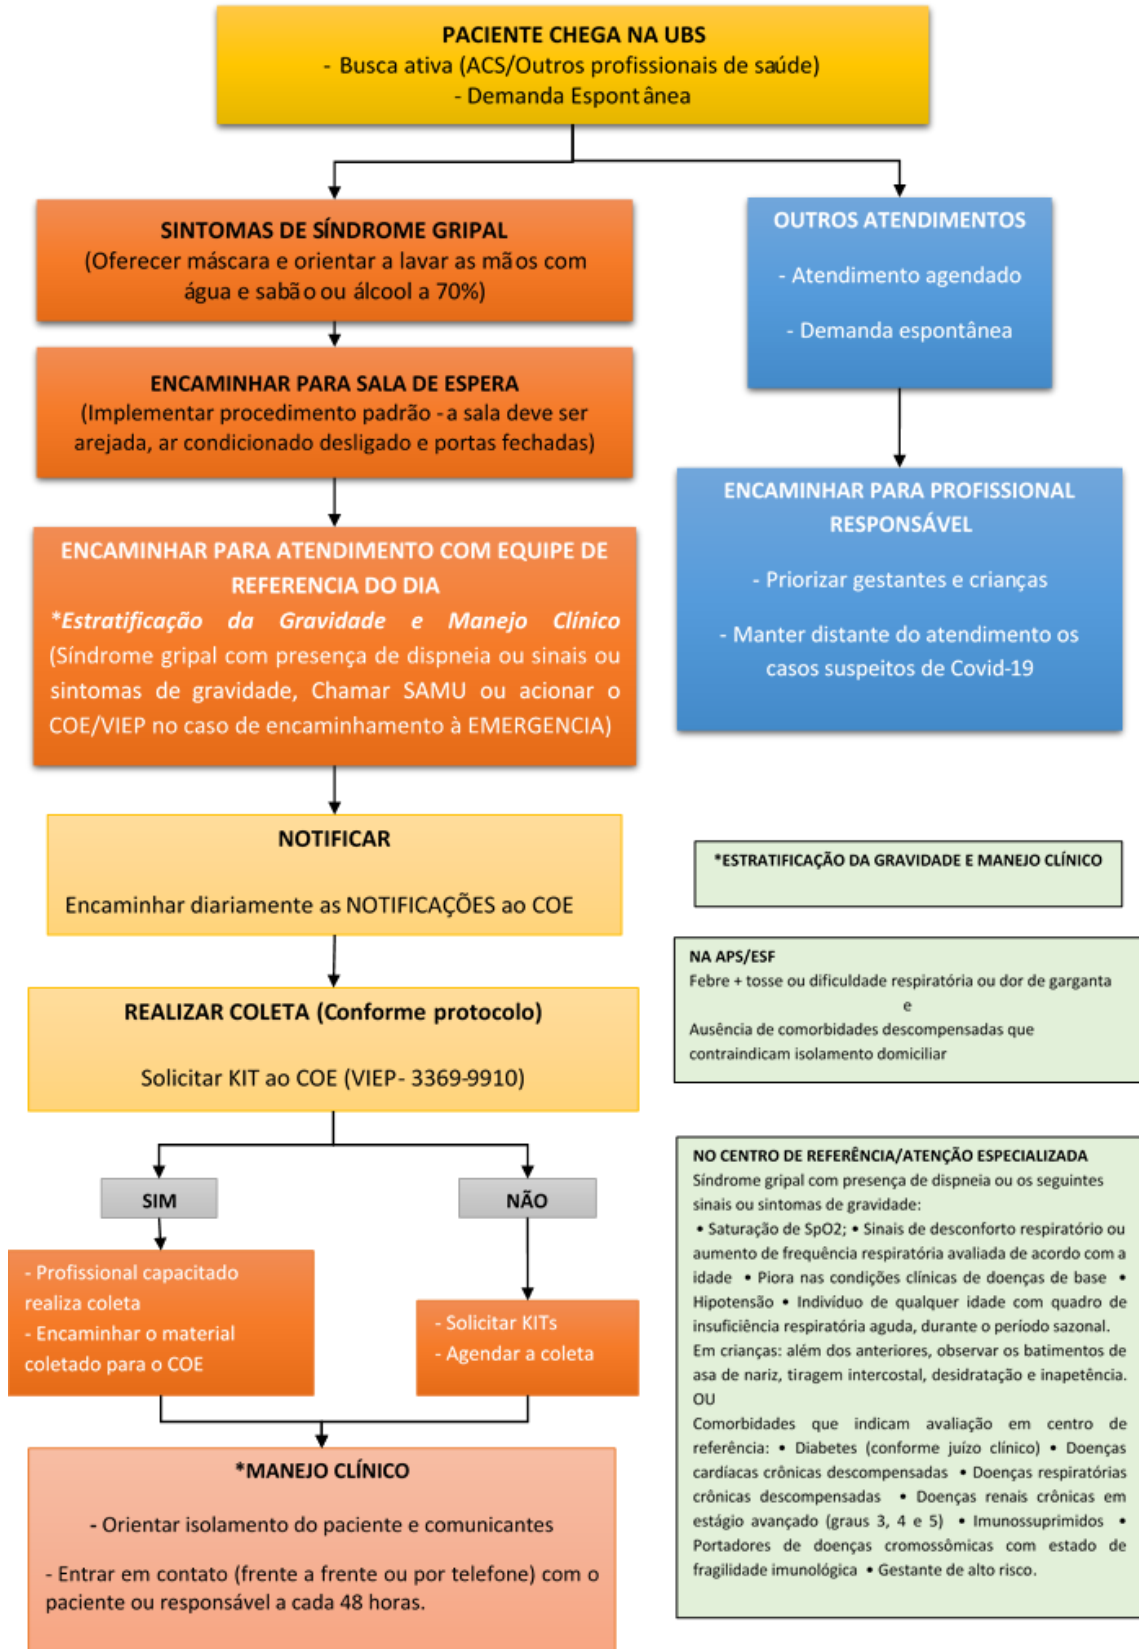 PACIENTE CHEGA NA UBS
- Busca ativa (ACS/Outros profissionais de saúde)
- Demanda Espontânea
SINTOMAS DE SÍNDROME GRIPAL
(Oferecer máscara e orientar a lavar as mãos com
água e sabão ou álcool a 70%)
ENCAMINHAR PARA SALA DE ESPERA
(Implementar procedimento padrão - a sala deve ser
arejada, ar condicionado desligado e portas fechadas)
ENCAMINHAR PARA ATENDIMENTO COM EQUIPE DE
REFERENCIA DO DIA
*Estratificação da Gravidade e Manejo Clínico
(Síndrome gripal com presença de dispneia ou sinais ou
sintomas de gravidade, Chamar SAMU ou acionar o
COE/VIEP no caso de encaminhamento à EMERGENCIA)
NOTIFICAR
Encaminhar diariamente as NOTIFICAÇÕES ao COE
REALIZAR COLETA (Conforme protocolo)
Solicitar KIT ao COE (VIEP- 3369-9910)
SIM
- Profissional capacitado
realiza coleta
- Encaminhar o material
coletado para o COE
NÃO
- Solicitar KITs
- Agendar a coleta
*MANEJO CLÍNICO
- Orientar isolamento do paciente e comunicantes
- Entrar em contato (frente a frente ou por telefone) com o
paciente ou responsável a cada 48 horas.
OUTROS ATENDIMENTOS
- Atendimento agendado
- Demanda espontânea
ENCAMINHAR PARA PROFISSIONAL
RESPONSÁVEL
- Priorizar gestantes e crianças
- Manter distante do atendimento os
casos suspeitos de Covid-19
*ESTRATIFICAÇÃO DA GRAVIDADE E MANEJO CLÍNICO
NA APS/ESF
Febre + tosse ou dificuldade respiratória ou dor de garganta
e
Ausência de comorbidades descompensadas que
contraindicam isolamento domiciliar
NO CENTRO DE REFERÊNCIA/ATENÇÃO ESPECIALIZADA
Síndrome gripal com presença de dispneia ou os seguintes
sinais ou sintomas de gravidade:
• Saturação de SpO2; • Sinais de desconforto respiratório ou
aumento de frequência respiratória avaliada de acordo com a
idade • Piora nas condições clínicas de doenças de base •
Hipotensão • Indivíduo de qualquer idade com quadro de
insuficiência respiratória aguda, durante o período sazonal.
Em crianças: além dos anteriores, observar os batimentos de
asa de nariz, tiragem intercostal, desidratação e inapetência.
OU
Comorbidades que indicam avaliação em centro de
referência: • Diabetes (conforme juízo clínico) • Doenças
cardíacas crônicas descompensadas • Doenças respiratórias
crônicas descompensadas • Doenças renais crônicas em
estágio avançado (graus 3, 4 e 5) • Imunossuprimidos •
Portadores de doenças cromossômicas com estado de
fragilidade imunológica • Gestante de alto risco.